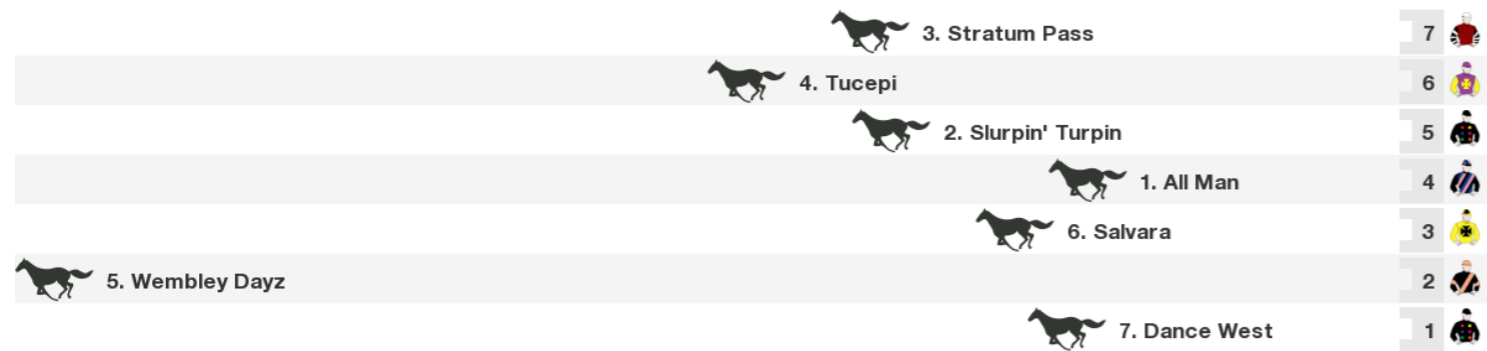 3. Stratum Pass 7
4. Tucepi 6
2. Slurpin' Turpin 5
1. All Man 4
6. Salvara 3
5. Wembley Dayz 2
7. Dance West 1